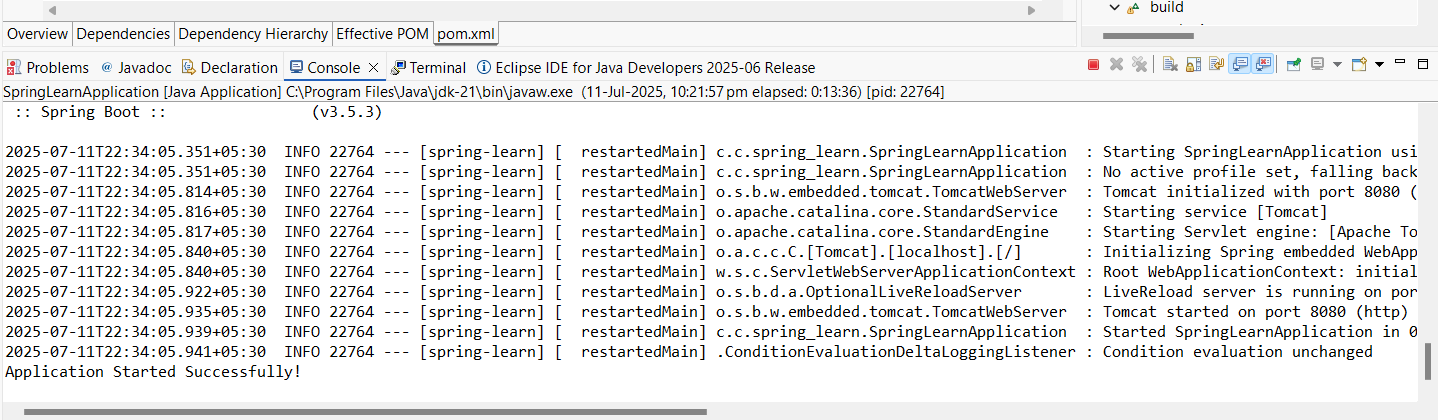 build
Overview Dependencies Dependency Hierarchy Effective POM pom.xml
Problems @ Javadoc Declaration Console Terminal Eclipse IDE for Java Developers 2025-06 Release
SpringLearnApplication [Java Application] C:\Program Files\Java\jdk-21\bin\javaw.exe (11-Jul-2025, 10:21:57 pm elapsed: 0:13:36) [pid: 22764]
:: Spring Boot :: (v3.5.3)
2025-07-11T22:34:05.351+05:30 INFO 22764 --- [spring-learn] [ restartedMain] c.c.spring_learn.SpringLearnApplication : Starting SpringLearnApplication usi
2025-07-11T22:34:05.351+05:30 INFO 22764 --- [spring-learn] [ restartedMain] c.c.spring_learn.SpringLearnApplication : No active profile set, falling back
2025-07-11T22:34:05.814+05:30 INFO 22764 --- [spring-learn] [ restartedMain] o.s.b.w.embedded.tomcat.TomcatWebServer : Tomcat initialized with port 8080 (
2025-07-11T22:34:05.816+05:30 INFO 22764 --- [spring-learn] [ restartedMain] o.apache.catalina.core.StandardService : Starting service [Tomcat]
2025-07-11T22:34:05.817+05:30 INFO 22764 --- [spring-learn] [ restartedMain] o.apache.catalina.core.StandardEngine : Starting Servlet engine: [Apache To
2025-07-11T22:34:05.840+05:30 INFO 22764 --- [spring-learn] [ restartedMain] o.a.c.c.C.[Tomcat].[localhost].[/] : Initializing Spring embedded WebApp
2025-07-11T22:34:05.840+05:30 INFO 22764 --- [spring-learn] [ restartedMain] w.s.c.ServletWebServerApplicationContext : Root WebApplicationContext: initial
2025-07-11T22:34:05.922+05:30 INFO 22764 --- [spring-learn] [ restartedMain] o.s.b.d.a.OptionalLiveReloadServer : LiveReload server is running on por
2025-07-11T22:34:05.935+05:30 INFO 22764 --- [spring-learn] [ restartedMain] o.s.b.w.embedded.tomcat.TomcatWebServer : Tomcat started on port 8080 (http)
2025-07-11T22:34:05.939+05:30 INFO 22764 --- [spring-learn] [ restartedMain] c.c.spring_learn.SpringLearnApplication : Started SpringLearnApplication in 0
2025-07-11T22:34:05.941+05:30 INFO 22764 --- [spring-learn] [ restartedMain] .ConditionEvaluationDeltaLoggingListener : Condition evaluation unchanged
Application Started Successfully!